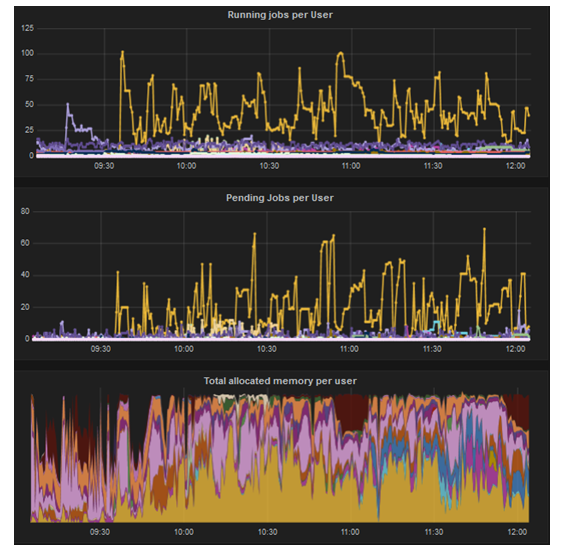 Running jobs per User
125
100
75
50
25
0
09:30 10:00 10:30 11:00 11:30 12:00
Pending Jobs per User
80
60
40
20
0
09:30 10:00 10:30 11:00 11:30 12:00
Total allocated memory per user
09:30 10:00 10:30 11:00 11:30 12:00